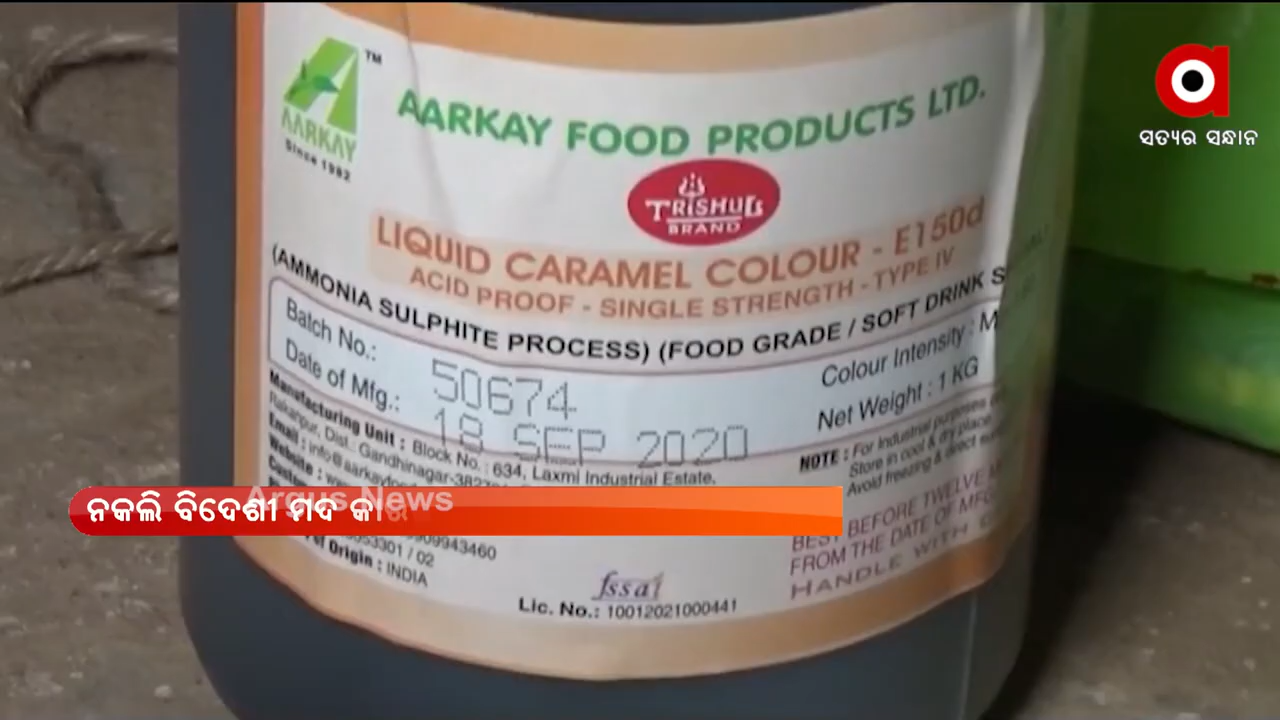 AARKAY
Since 1982
TM
AARKAY FOOD PRODUCTS LTD.
TRISHUL
BRAND
LIQUID CARAMEL COLOUR - E150d
ACID PROOF - SINGLE STRENGTH - TYPE IV
(AMMONIA SULPHITE PROCESS) (FOOD GRADE / SOFT DRINK
Batch No.: 50674
Date of Mfg.: 18 SEP 2020
Colour Intensity :
Net Weight : 1 KG
Manufacturing Unit : Block No. : 634, Laxmi Industrial Estate,
Rakanpur, Dist. Gandhinagar
Email :
Website :
NOTE : For Industrial purposes
Store in cool & dry place
Avoid freezing & direct
BEST BEFORE TWELVE
FROM THE DATE OF MFG
HANDLE WITH
of Origin : INDIA
fssai
Lic. No.: 10012021000441
ସତ୍ୟର ସନ୍ଧାନ
Argus News
ନକଲି ବିଦେଶୀ ମଦ